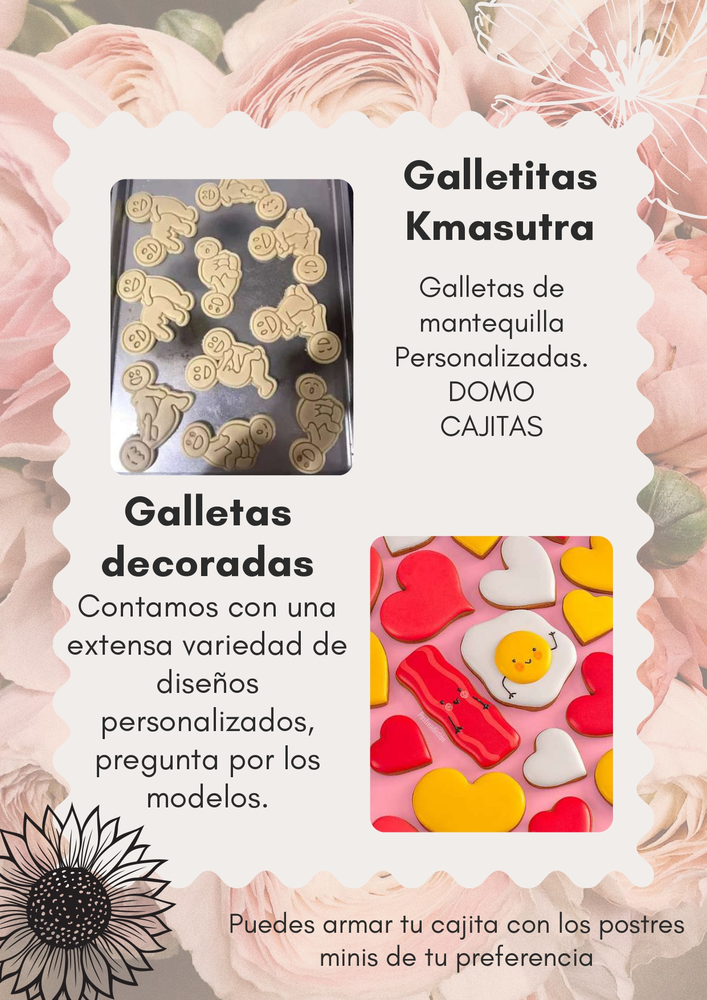 Galletitas
Kmasutra
Galletas de
mantequilla
Personalizadas.
DOMO
CAJITAS
Galletas
decoradas
Contamos con una
extensa variedad de
diseños
personalizados,
pregunta por los
modelos.
Postreadicción
Puedes armar tu cajita con los postres
minis de tu preferencia